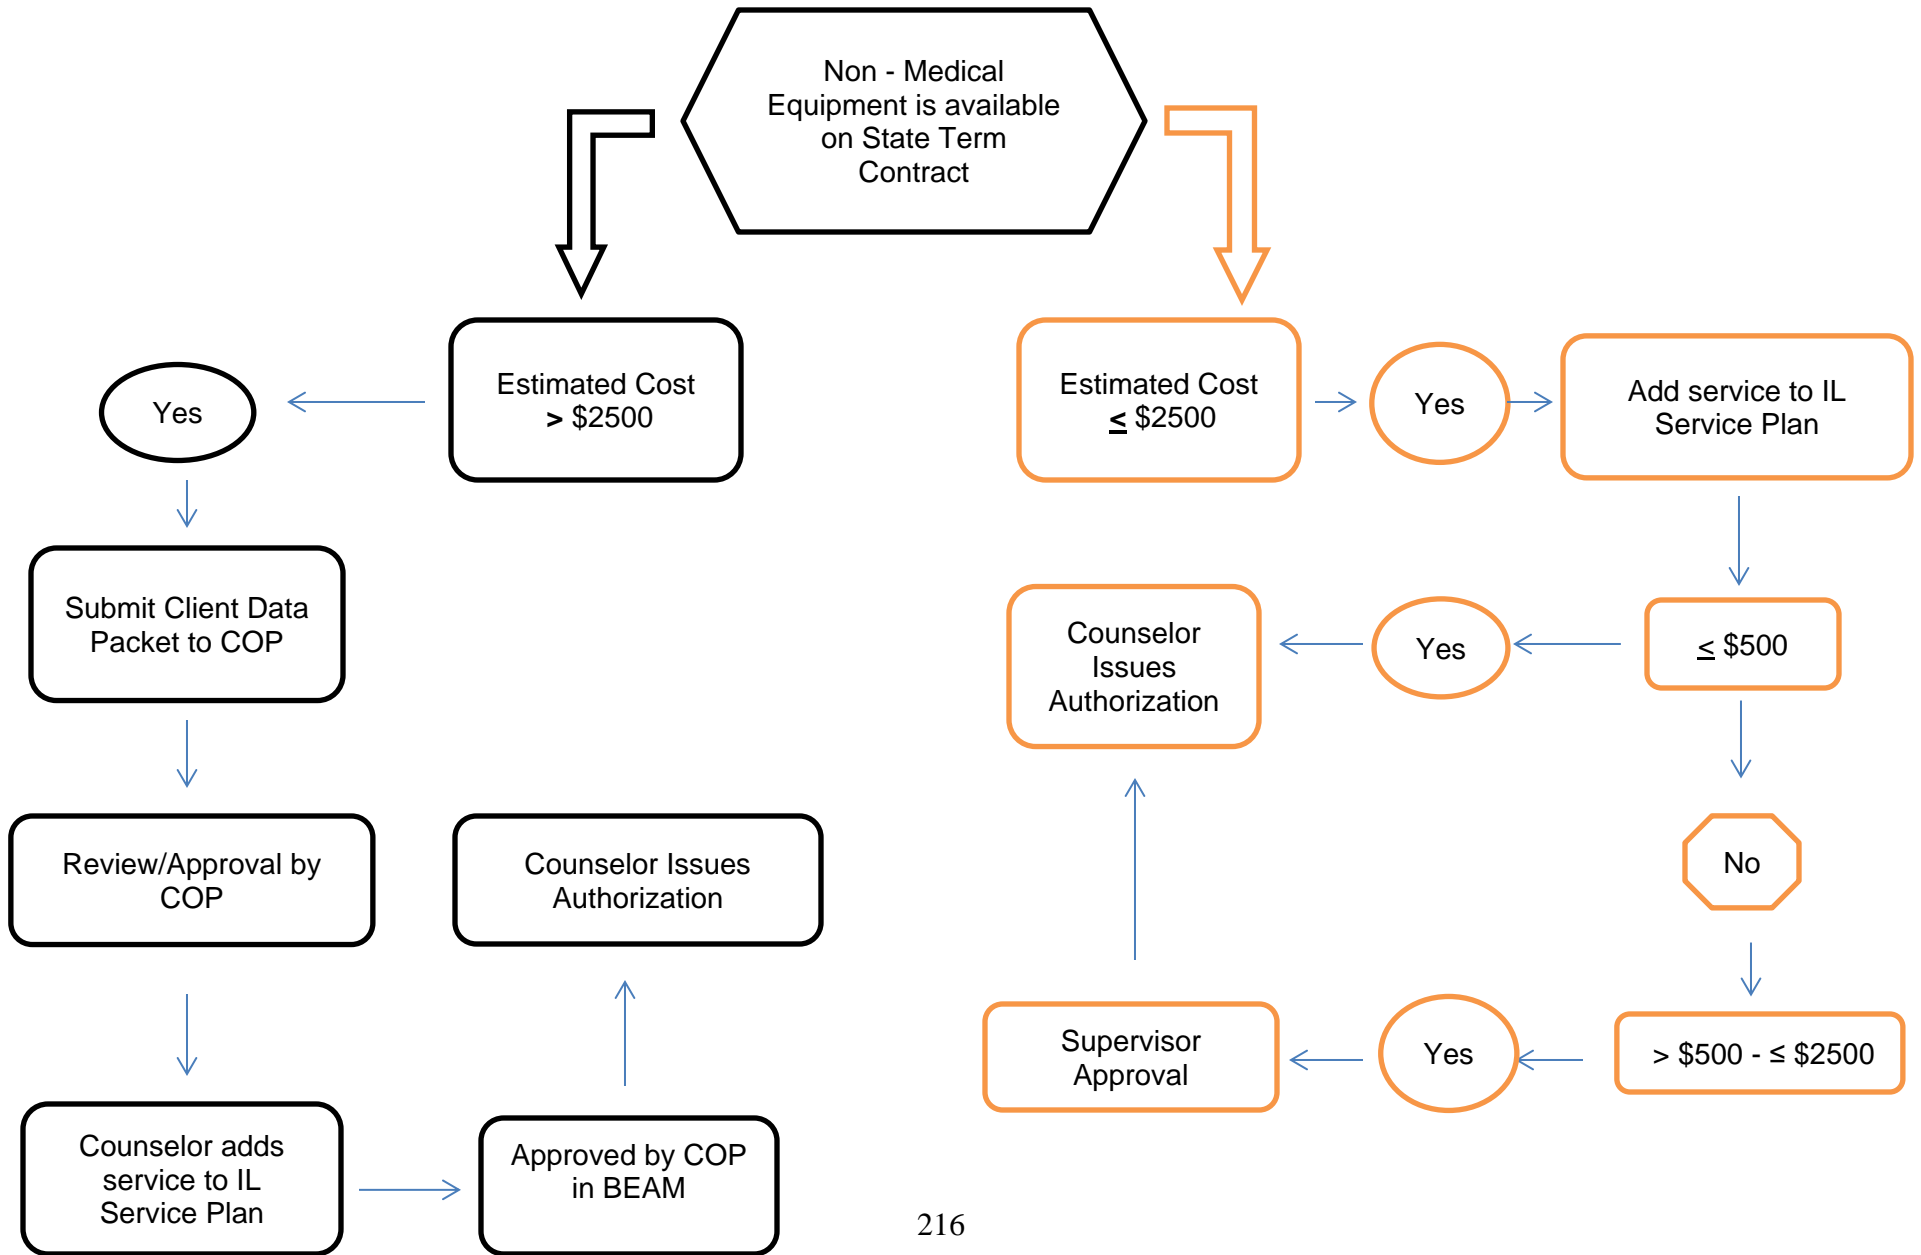 Non - Medical
Equipment is available
on State Term
Contract
Yes
Estimated Cost
> $2500
Estimated Cost
≤ $2500
Yes
Add service to IL
Service Plan
Submit Client Data
Packet to COP
Counselor
Issues
Authorization
Yes
≤ $500
Review/Approval by
COP
Counselor Issues
Authorization
No
Supervisor
Approval
Yes
> $500 - ≤ $2500
Counselor adds
service to IL
Service Plan
Approved by COP
in BEAM
216